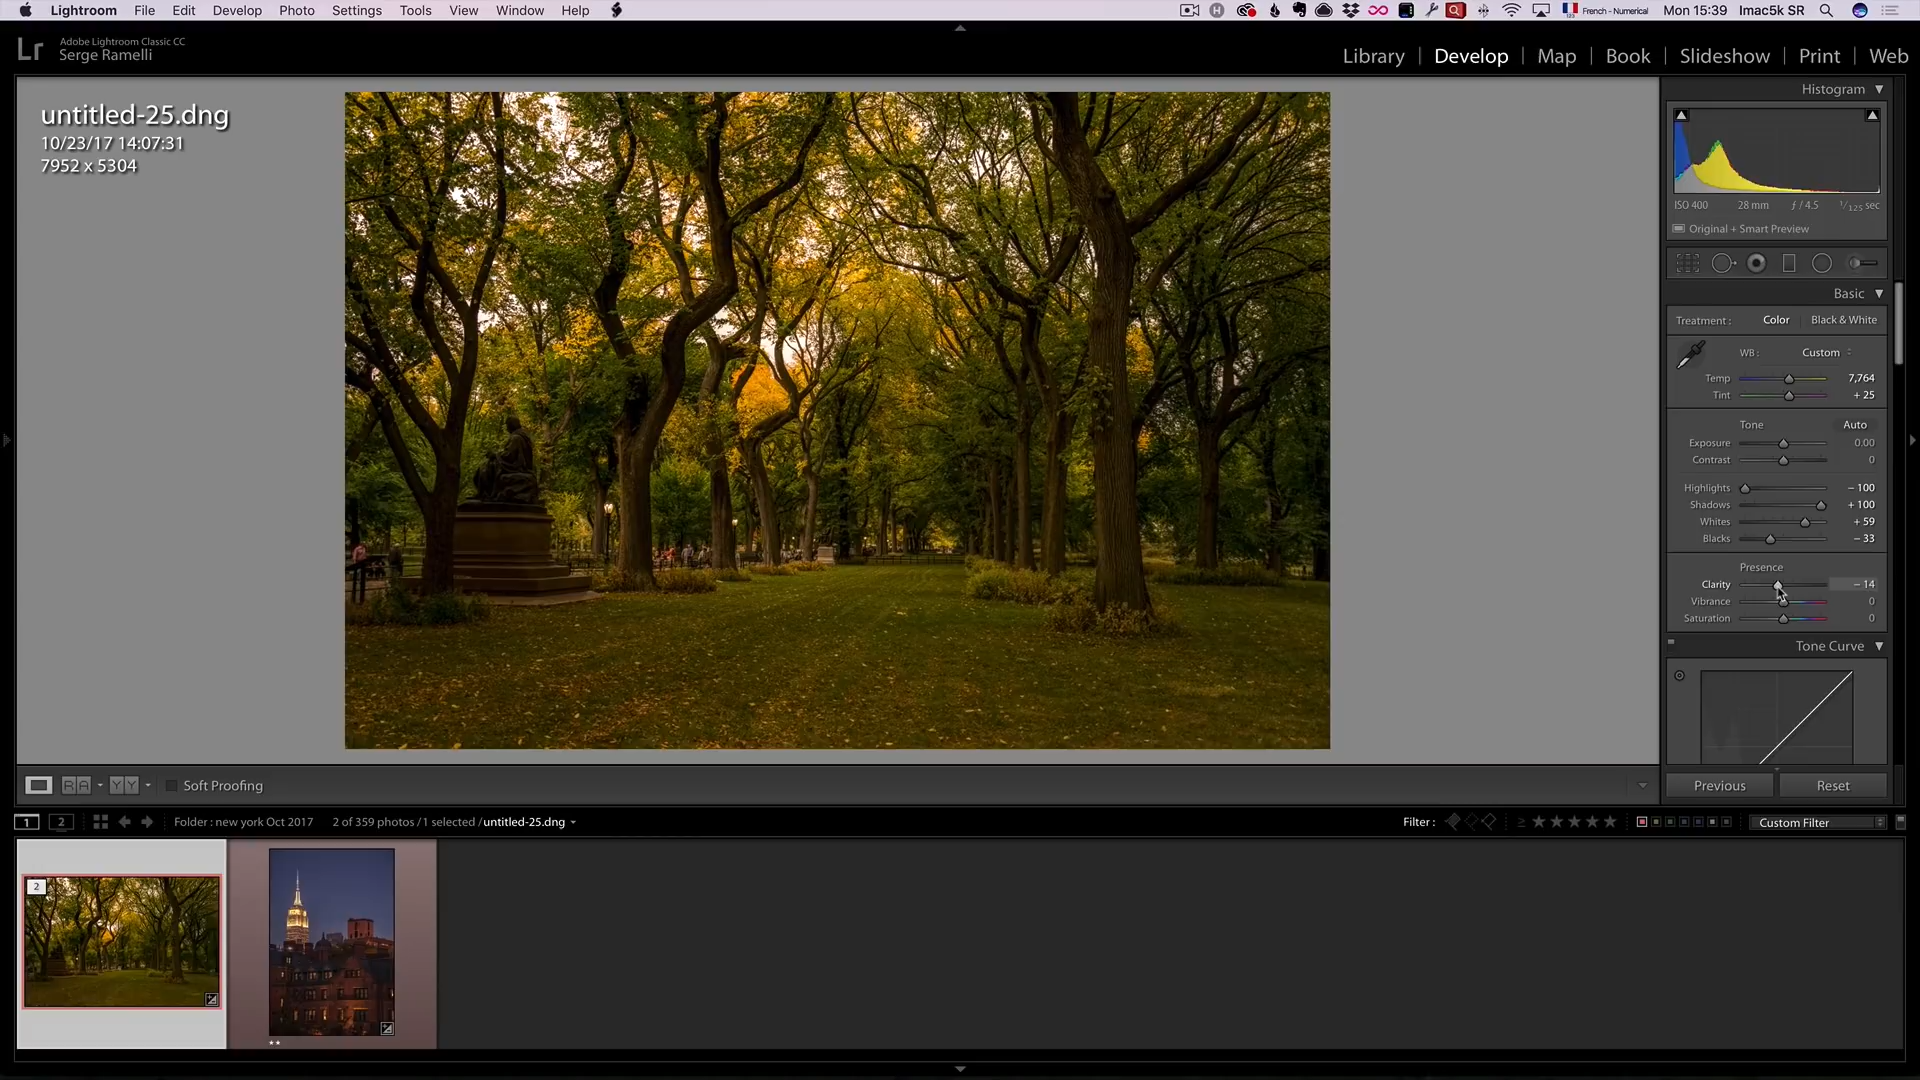 Lightroom File Edit Develop Photo Settings Tools View Window Help French - Numerical Mon 15:39 Imac5k SR
Lr Adobe Lightroom Classic CC
Serge Ramelli
Library | Develop | Map | Book | Slideshow | Print | Web
untitled-25.dng
10/23/17 14:07:31
7952 x 5304
Histogram
ISO 400 28 mm ƒ / 4.5 1/125 sec
Original + Smart Preview
Basic
Treatment : Color Black & White
WB : Custom
Temp 7,764
Tint + 25
Tone Auto
Exposure 0.00
Contrast 0
Highlights − 100
Shadows + 100
Whites + 59
Blacks − 33
Presence
Clarity − 14
Vibrance 0
Saturation 0
Tone Curve
R A Y Y Soft Proofing
Previous Reset
1 2 Folder : new york Oct 2017 2 of 359 photos / 1 selected / untitled-25.dng Filter : Custom Filter
2